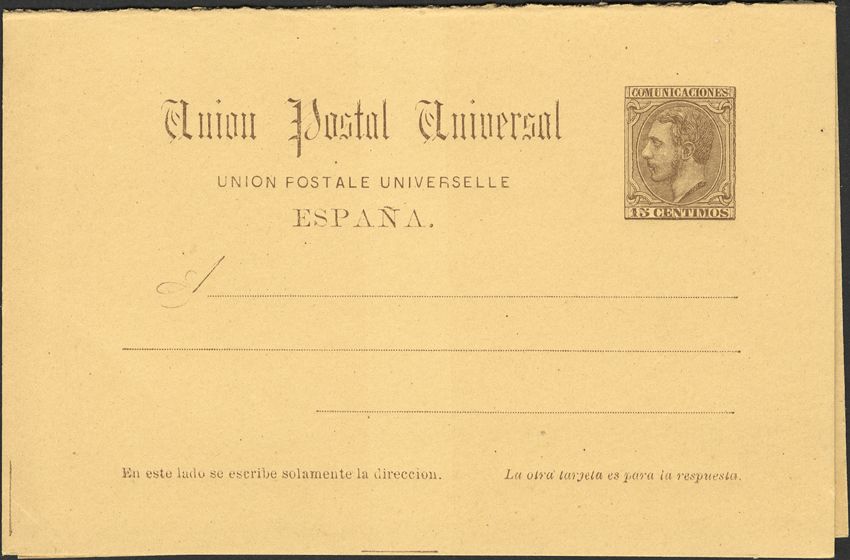 Union Postal Universal
COMUNICACIONES
UNION POSTALE UNIVERSELLE
ESPAÑA.
15 CENTIMOS
A
En este lado se escribe solamente la direccion.
La otra tarjeta es para la respuesta.